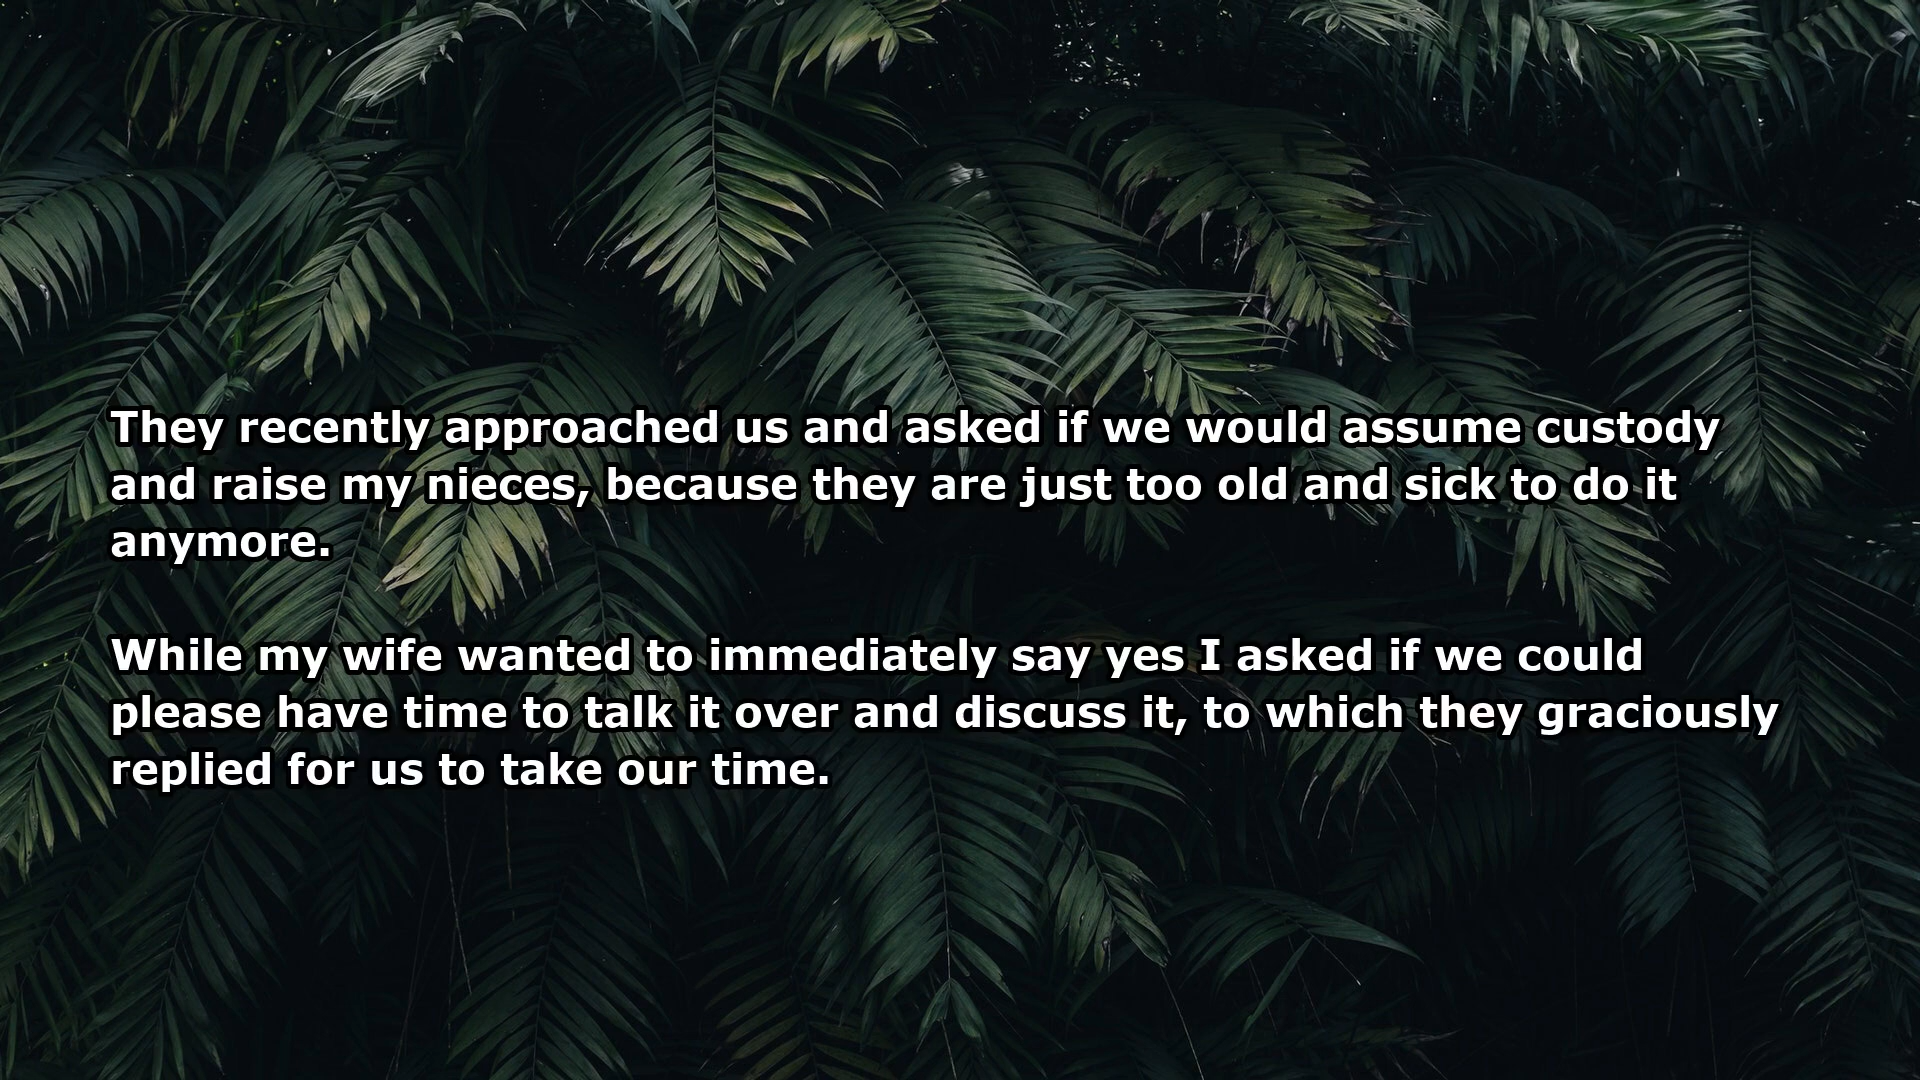 They recently approached us and asked if we would assume custody
and raise my nieces, because they are just too old and sick to do it
anymore.
While my wife wanted to immediately say yes I asked if we could
please have time to talk it over and discuss it, to which they graciously
replied for us to take our time.